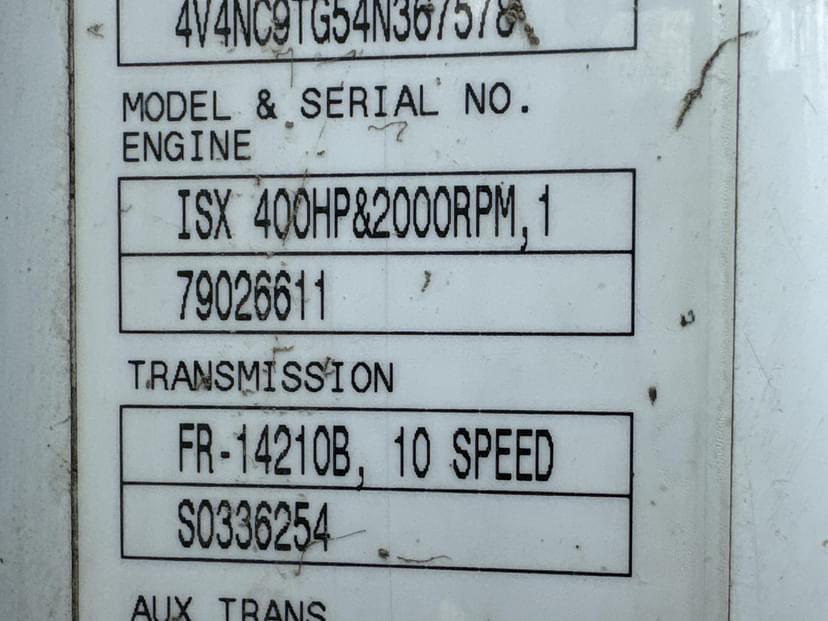 4V4NC9TG54N367578
MODEL & SERIAL NO.
ENGINE
ISX 400HP&2000RPM,1
79026611
TRANSMISSION
FR-14210B, 10 SPEED
S0336254
AUX TRANS